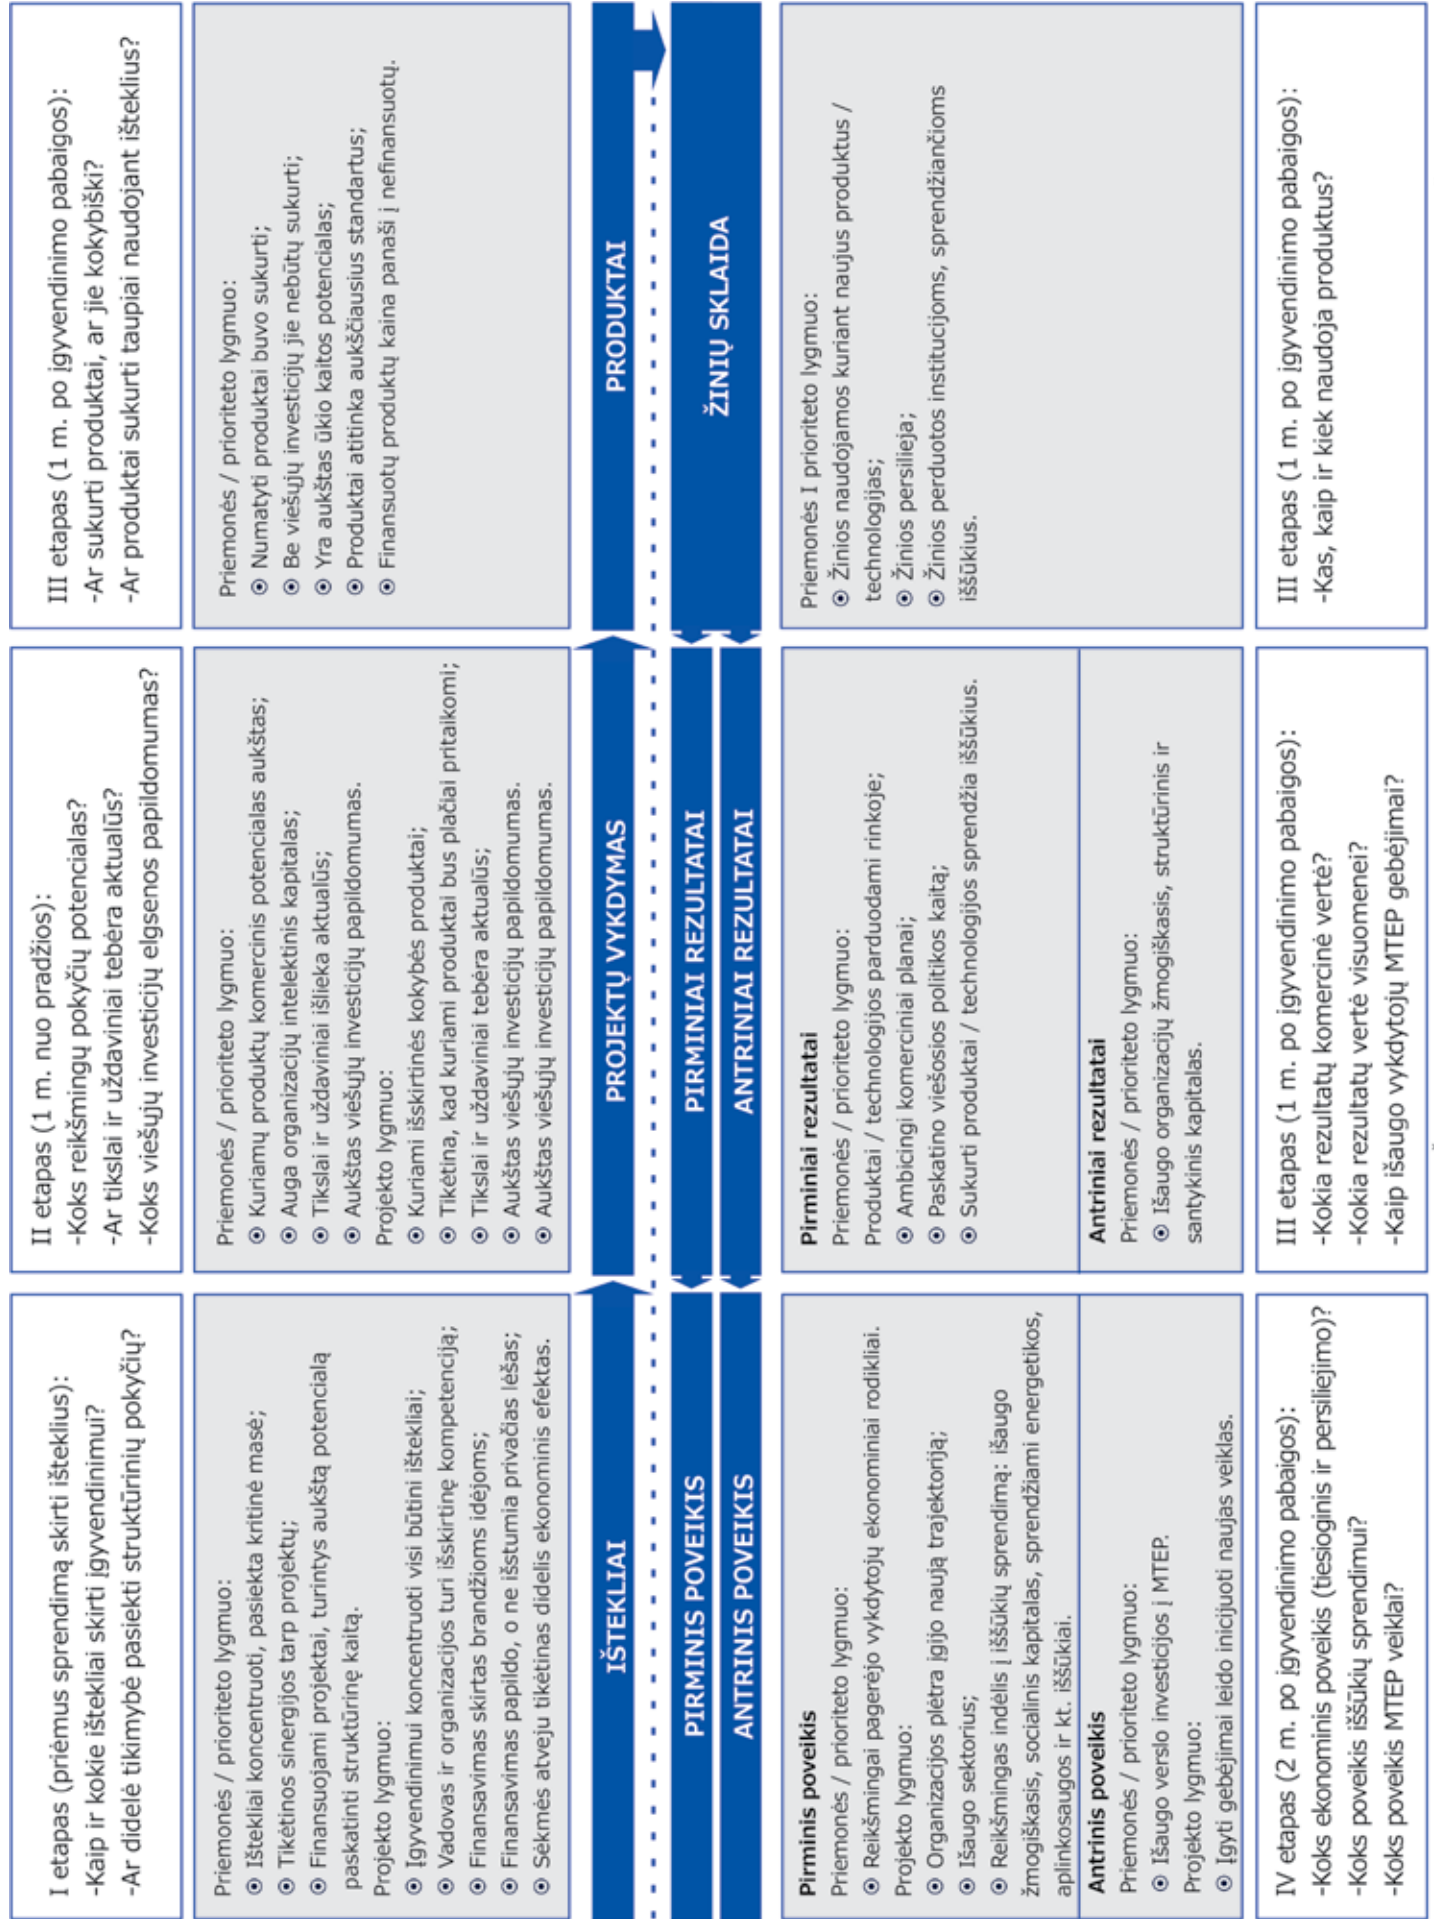 I etapas (priėmus sprendimą skirti išteklius):
-Kaip ir kokie ištekliai skirti įgyvendinimui?
-Ar didelė tikimybė pasiekti struktūrinių pokyčių?
II etapas (1 m. nuo pradžios):
-Koks reikšmingų pokyčių potencialas?
-Ar tikslai ir uždaviniai tebėra aktualūs?
-Koks viešųjų investicijų elgsenos papildomumas?
III etapas (1 m. po įgyvendinimo pabaigos):
-Ar sukurti produktai, ar jie kokybiški?
-Ar produktai sukurti taupiai naudojant išteklius?
Priemonės / prioriteto lygmuo:
⦿ Ištekliai koncentruoti, pasiekta kritinė masė;
⦿ Tikėtinos sinergijos tarp projektų;
⦿ Finansuojami projektai, turintys aukštą potencialą
paskatinti struktūrinę kaitą.
Projekto lygmuo:
⦿ Įgyvendinimui koncentruoti visi būtini ištekliai;
⦿ Vadovas ir organizacijos turi išskirtinę kompetenciją;
⦿ Finansavimas skirtas brandžioms idėjoms;
⦿ Finansavimas papildo, o ne išstumia privačias lėšas;
⦿ Sėkmės atveju tikėtinas didelis ekonominis efektas.
Priemonės / prioriteto lygmuo:
⦿ Kuriamų produktų komercinis potencialas aukštas;
⦿ Auga organizacijų intelektinis kapitalas;
⦿ Tikslai ir uždaviniai išlieka aktualūs;
⦿ Aukštas viešųjų investicijų papildomumas.
Projekto lygmuo:
⦿ Kuriami išskirtinės kokybės produktai;
⦿ Tikėtina, kad kuriami produktai bus plačiai pritaikomi;
⦿ Tikslai ir uždaviniai tebėra aktualūs;
⦿ Aukštas viešųjų investicijų papildomumas.
⦿ Aukštas viešųjų investicijų papildomumas.
Priemonės / prioriteto lygmuo:
⦿ Numatyti produktai buvo sukurti;
⦿ Be viešųjų investicijų jie nebūtų sukurti;
⦿ Yra aukštas ūkio kaitos potencialas;
⦿ Produktai atitinka aukščiausius standartus;
⦿ Finansuotų produktų kaina panaši į nefinansuotų.
IŠTEKLIAI
PROJEKTŲ VYKDYMAS
PRODUKTAI
PIRMINIS POVEIKIS
PIRMINIAI REZULTATAI
ŽINIŲ SKLAIDA
ANTRINIS POVEIKIS
ANTRINIAI REZULTATAI
Pirminis poveikis
Priemonės / prioriteto lygmuo:
⦿ Reikšmingai pagerėjo vykdytojų ekonominiai rodikliai.
Projekto lygmuo:
⦿ Organizacijos plėtra įgijo naują trajektoriją;
⦿ Išaugo sektorius;
⦿ Reikšmingas indėlis į iššūkių sprendimą: išaugo
žmogiškasis, socialinis kapitalas, sprendžiami energetikos,
aplinkosaugos ir kt. iššūkiai.
Antrinis poveikis
Priemonės / prioriteto lygmuo:
⦿ Išaugo verslo investicijos į MTEP.
Projekto lygmuo:
⦿ Įgyti gebėjimai leido inicijuoti naujas veiklas.
Pirminiai rezultatai
Priemonės / prioriteto lygmuo:
Produktai / technologijos parduodami rinkoje;
⦿ Ambicingi komerciniai planai;
⦿ Paskatino viešosios politikos kaitą;
⦿ Sukurti produktai / technologijos sprendžia iššūkius.
Antriniai rezultatai
Priemonės / prioriteto lygmuo:
⦿ Išaugo organizacijų žmogiškasis, struktūrinis ir
santykinis kapitalas.
Priemonės I prioriteto lygmuo:
⦿ Žinios naudojamos kuriant naujus produktus /
technologijas;
⦿ Žinios persilieja;
⦿ Žinios perduotos institucijoms, sprendžiančioms
iššūkius.
IV etapas (2 m. po įgyvendinimo pabaigos):
-Koks ekonominis poveikis (tiesioginis ir persiliejimo)?
-Koks poveikis iššūkių sprendimui?
-Koks poveikis MTEP veiklai?
III etapas (1 m. po įgyvendinimo pabaigos):
-Kokia rezultatų komercinė vertė?
-Kokia rezultatų vertė visuomenei?
-Kaip išaugo vykdytojų MTEP gebėjimai?
III etapas (1 m. po įgyvendinimo pabaigos):
-Kas, kaip ir kiek naudoja produktus?